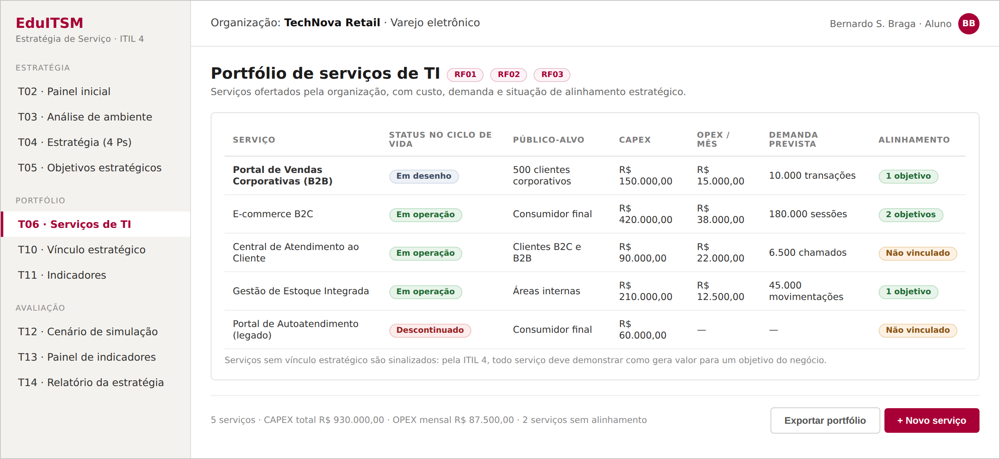 EduITSM
Estratégia de Serviço · ITIL 4
ESTRATÉGIA
T02 · Painel inicial
T03 · Análise de ambiente
T04 · Estratégia (4 Ps)
T05 · Objetivos estratégicos
PORTFÓLIO
T06 · Serviços de TI
T10 · Vínculo estratégico
T11 · Indicadores
AVALIAÇÃO
T12 · Cenário de simulação
T13 · Painel de indicadores
T14 · Relatório da estratégia
Organização: TechNova Retail · Varejo eletrônico
Bernardo S. Braga · Aluno BB
Portfólio de serviços de TI RF01 RF02 RF03
Serviços ofertados pela organização, com custo, demanda e situação de alinhamento estratégico.
SERVIÇO
STATUS NO CICLO DE
VIDA
PÚBLICO-ALVO
CAPEX
OPEX /
MÊS
DEMANDA
PREVISTA
ALINHAMENTO
Portal de Vendas
Corporativas (B2B)
Em desenho
500 clientes
corporativos
R$
150.000,00
R$
15.000,00
10.000 transações
1 objetivo
E-commerce B2C
Em operação
Consumidor final
R$
420.000,00
R$
38.000,00
180.000 sessões
2 objetivos
Central de Atendimento ao
Cliente
Em operação
Clientes B2C e
B2B
R$
90.000,00
R$
22.000,00
6.500 chamados
Não vinculado
Gestão de Estoque Integrada
Em operação
Áreas internas
R$
210.000,00
R$
12.500,00
45.000
movimentações
1 objetivo
Portal de Autoatendimento
(legado)
Descontinuado
Consumidor final
R$
60.000,00
—
—
Não vinculado
Serviços sem vínculo estratégico são sinalizados: pela ITIL 4, todo serviço deve demonstrar como gera valor para um objetivo do negócio.
5 serviços · CAPEX total R$ 930.000,00 · OPEX mensal R$ 87.500,00 · 2 serviços sem alinhamento
Exportar portfólio
+ Novo serviço